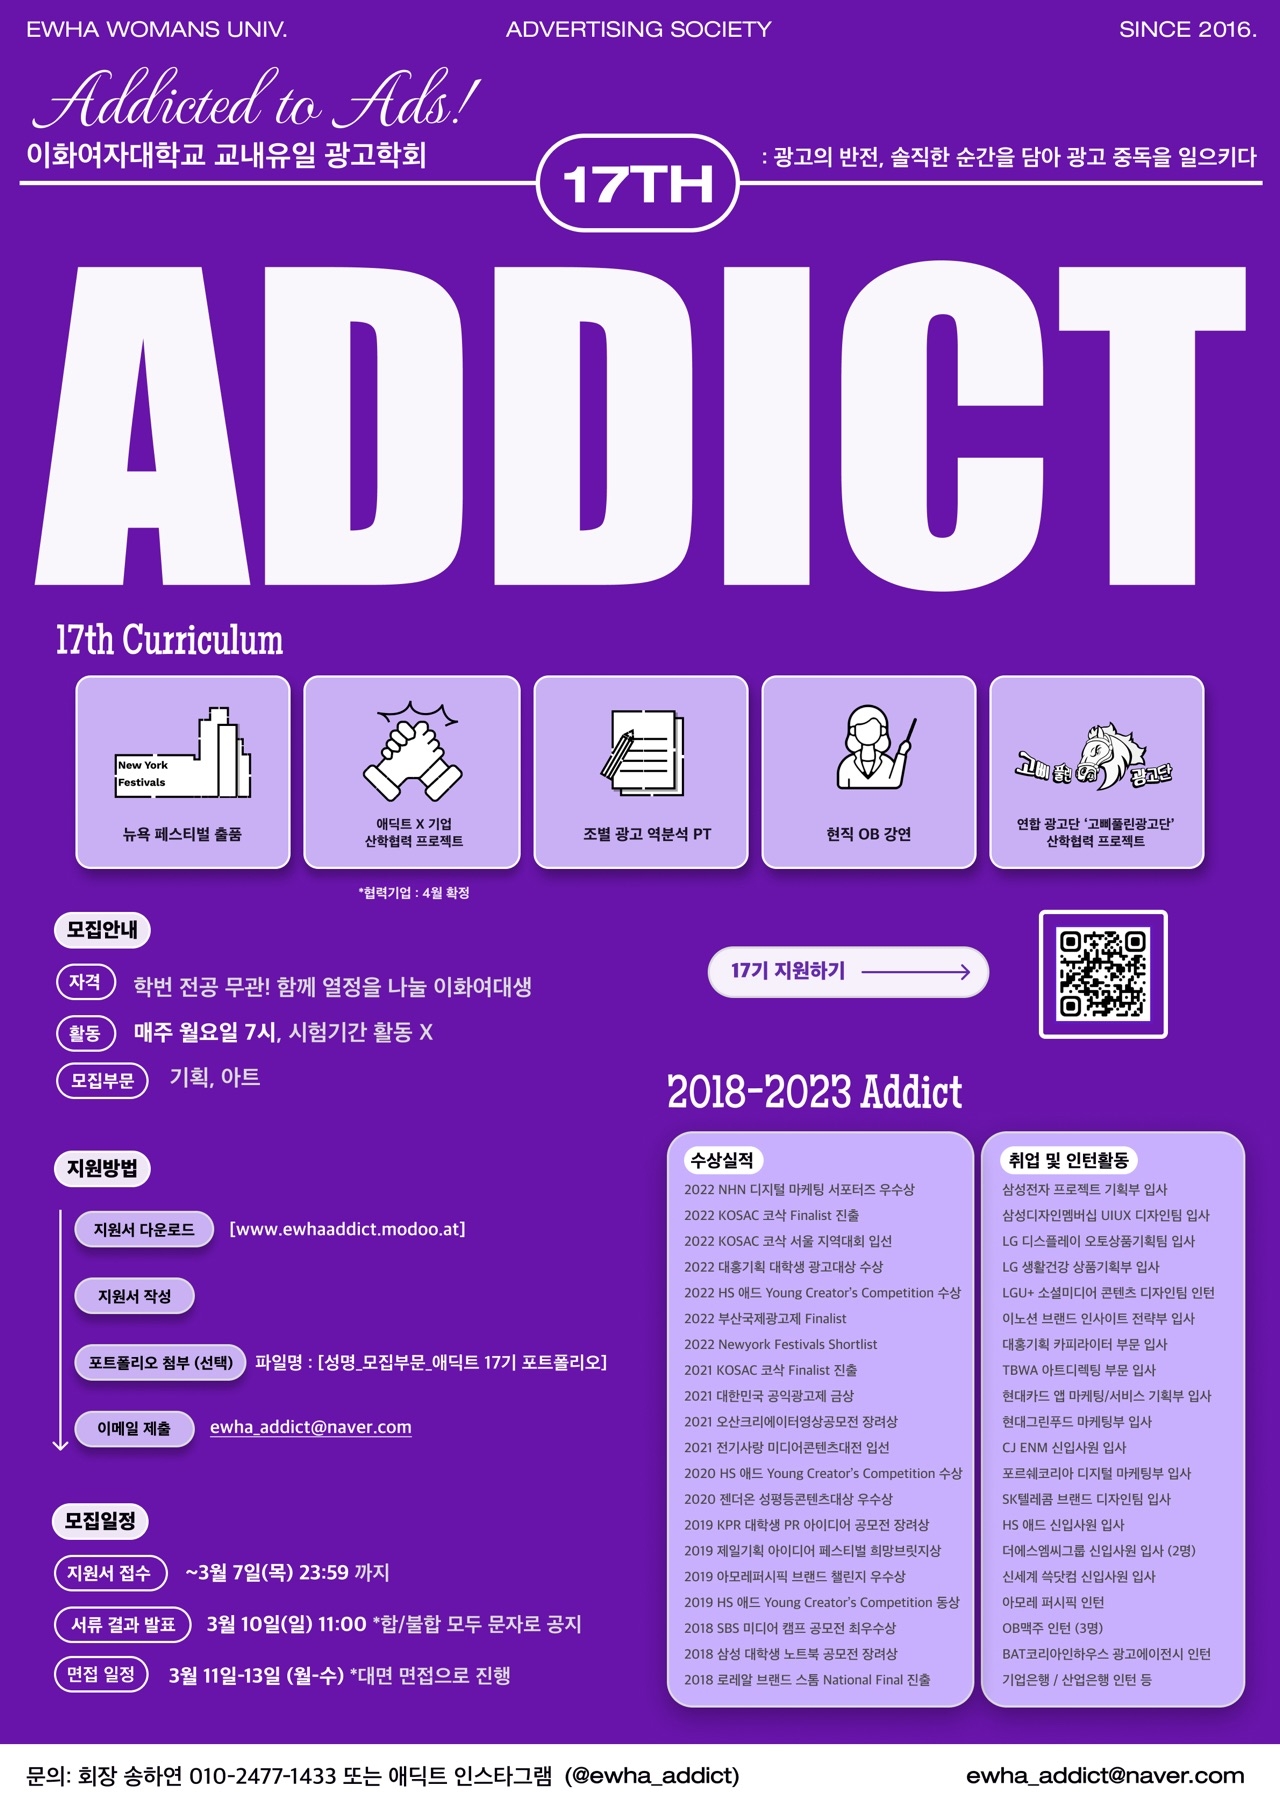 EWHA WOMANS UNIV.
ADVERTISING SOCIETY
SINCE 2016.
Addicted to Ads!
이화여자대학교 교내유일 광고학회
17TH
: 광고의 반전, 솔직한 순간을 담아 광고 중독을 일으키다
ADDICT
17th Curriculum
New York
Festivals
뉴욕 페스티벌 출품
애딕트 X 기업
산학협력 프로젝트
*협력기업 : 4월 확정
조별 광고 역분석 PT
현직 OB 강연
고삐 풀린 광고단
연합 광고단 ‘고삐풀린광고단’
산학협력 프로젝트
모집안내
자격 학번 전공 무관! 함께 열정을 나눌 이화여대생
활동 매주 월요일 7시, 시험기간 활동 X
모집부문 기획, 아트
17기 지원하기
지원방법
지원서 다운로드 [www.ewhaaddict.modoo.at]
지원서 작성
포트폴리오 첨부 (선택) 파일명 : [성명_모집부문_애딕트 17기 포트폴리오]
이메일 제출 ewha_addict@naver.com
모집일정
지원서 접수 ~3월 7일(목) 23:59 까지
서류 결과 발표 3월 10일(일) 11:00 *합/불합 모두 문자로 공지
면접 일정 3월 11일-13일 (월-수) *대면 면접으로 진행
2018-2023 Addict
수상실적
2022 NHN 디지털 마케팅 서포터즈 우수상
2022 KOSAC 코삭 Finalist 진출
2022 KOSAC 코삭 서울 지역대회 입선
2022 대홍기획 대학생 광고대상 수상
2022 HS 애드 Young Creator's Competition 수상
2022 부산국제광고제 Finalist
2022 Newyork Festivals Shortlist
2021 KOSAC 코삭 Finalist 진출
2021 대한민국 공익광고제 금상
2021 오산크리에이터영상공모전 장려상
2021 전기사랑 미디어콘텐츠대전 입선
2020 HS 애드 Young Creator's Competition 수상
2020 젠더온 성평등콘텐츠대상 우수상
2019 KPR 대학생 PR 아이디어 공모전 장려상
2019 제일기획 아이디어 페스티벌 희망브릿지상
2019 아모레퍼시픽 브랜드 챌린지 우수상
2019 HS 애드 Young Creator's Competition 동상
2018 SBS 미디어 캠프 공모전 최우수상
2018 삼성 대학생 노트북 공모전 장려상
2018 로레알 브랜드 스톰 National Final 진출
취업 및 인턴활동
삼성전자 프로젝트 기획부 입사
삼성디자인멤버십 UIUX 디자인팀 입사
LG 디스플레이 오토상품기획팀 입사
LG 생활건강 상품기획부 입사
LGU+ 소셜미디어 콘텐츠 디자인팀 인턴
이노션 브랜드 인사이트 전략부 입사
대홍기획 카피라이터 부문 입사
TBWA 아트디렉팅 부문 입사
현대카드 앱 마케팅/서비스 기획부 입사
현대그린푸드 마케팅부 입사
CJ ENM 신입사원 입사
포르쉐코리아 디지털 마케팅부 입사
SK텔레콤 브랜드 디자인팀 입사
HS 애드 신입사원 입사
더에스엠씨그룹 신입사원 입사 (2명)
신세계 쓱닷컴 신입사원 입사
아모레 퍼시픽 인턴
OB맥주 인턴 (3명)
BAT코리아인하우스 광고에이전시 인턴
기업은행 / 산업은행 인턴 등
문의: 회장 송하연 010-2477-1433 또는 애딕트 인스타그램 (@ewha_addict)
ewha_addict@naver.com